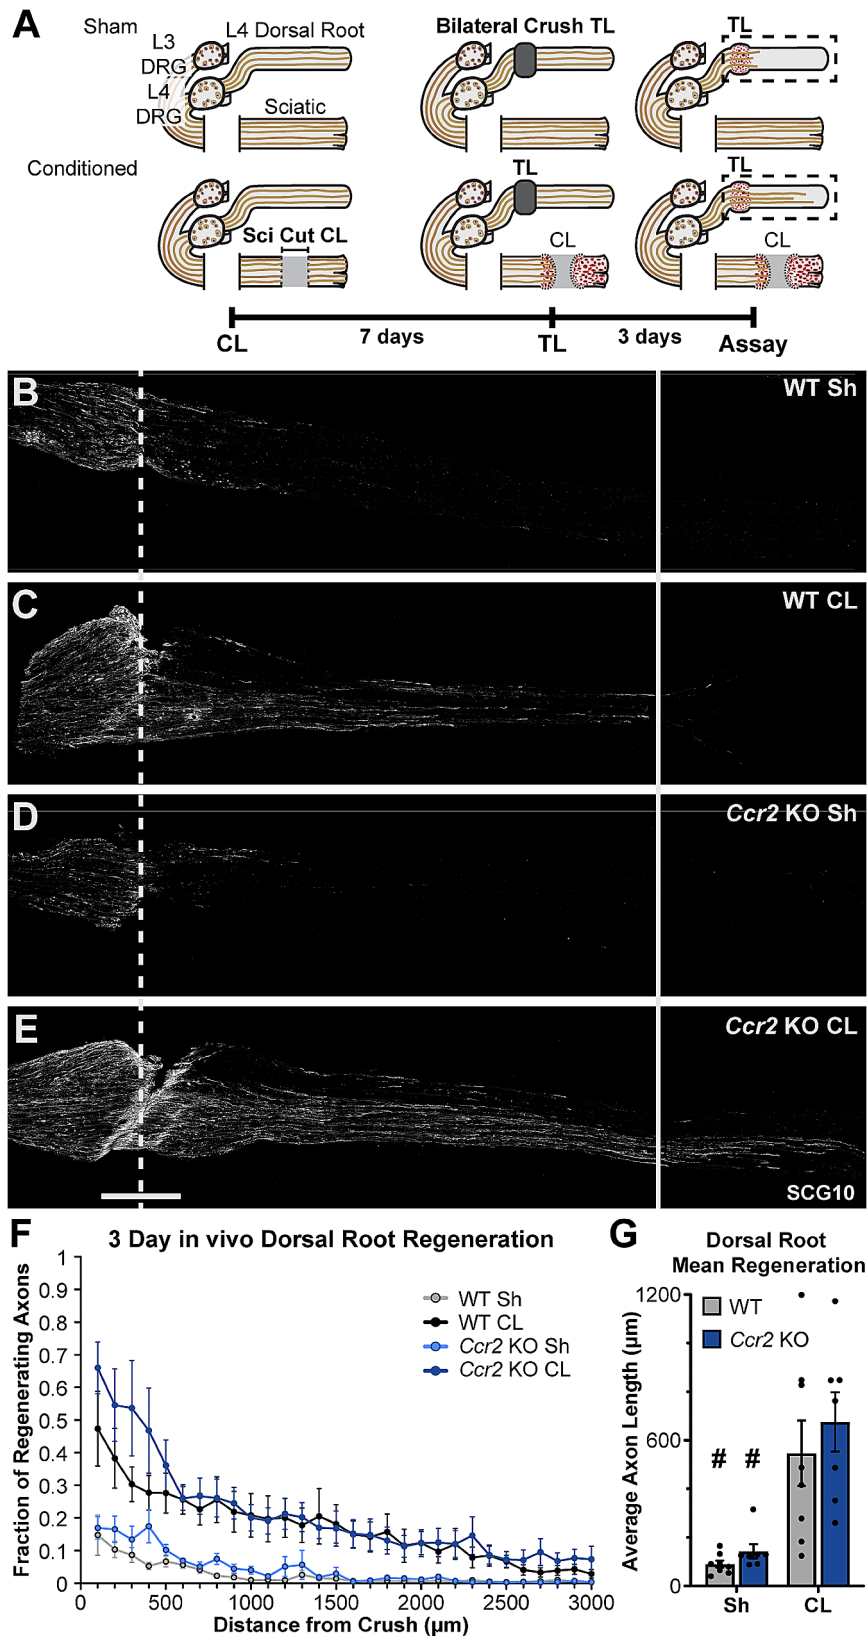 A
Sham
L3
DRG
L4
DRG
L4 Dorsal Root
Sciatic
Bilateral Crush TL
TL
Conditioned
Sci Cut CL
TL
CL
TL
CL
CL
7 days
TL
3 days
Assay
B
WT Sh
C
WT CL
D
Ccr2 KO Sh
E
Ccr2 KO CL
SCG10
F
3 Day in vivo Dorsal Root Regeneration
Fraction of Regenerating Axons
1
0.9
0.8
0.7
0.6
0.5
0.4
0.3
0.2
0.1
0
WT Sh
WT CL
Ccr2 KO Sh
Ccr2 KO CL
0
500
1000
1500
2000
2500
3000
Distance from Crush (μm)
G
Dorsal Root
Mean Regeneration
Average Axon Length (μm)
1200
600
0
WT
Ccr2 KO
# #
Sh
CL